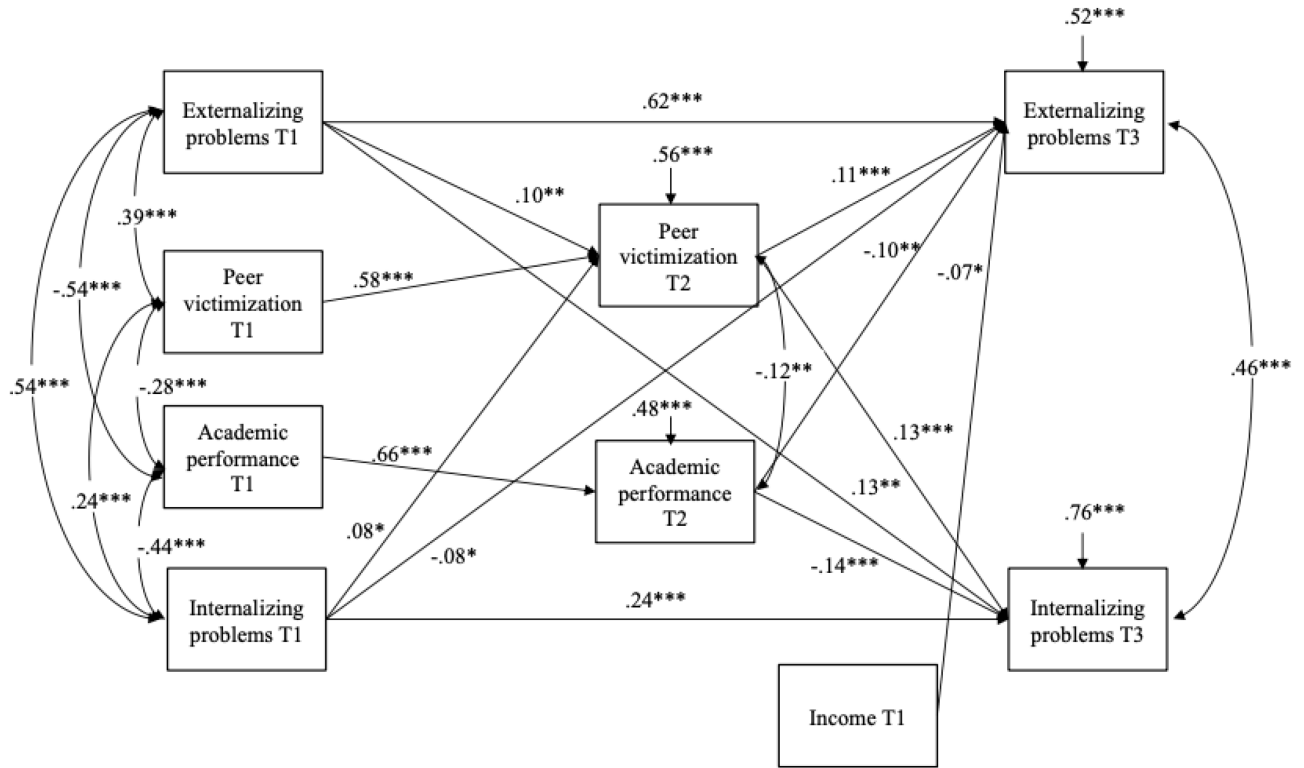 .52***
Externalizing
problems T1
.62***
Externalizing
problems T3
.56***
.11***
.10**
.39***
Peer
victimization
T2
-.10**
Peer
victimization
T1
.58***
-.07*
-.54***
-.12**
.46***
.54***
-.28***
.48***
Academic
performance
T1
.66***
.13***
Academic
performance
T2
.13**
.24***
.76***
.08*
-.44***
-.08*
-.14***
Internalizing
problems T1
.24***
Internalizing
problems T3
Income T1